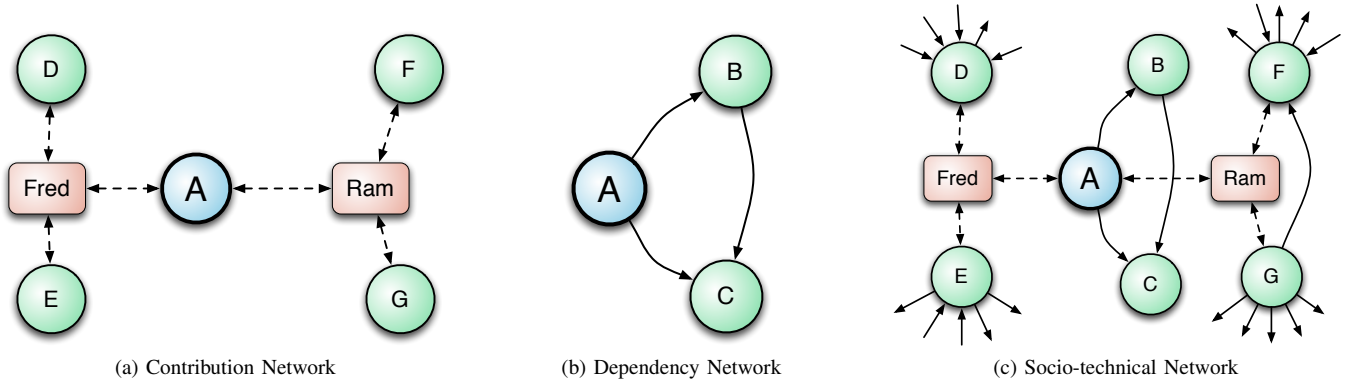 D
F
Fred
A
Ram
E
G
(a) Contribution Network
B
A
C
(b) Dependency Network
D
B
F
Fred
A
Ram
E
C
G
(c) Socio-technical Network